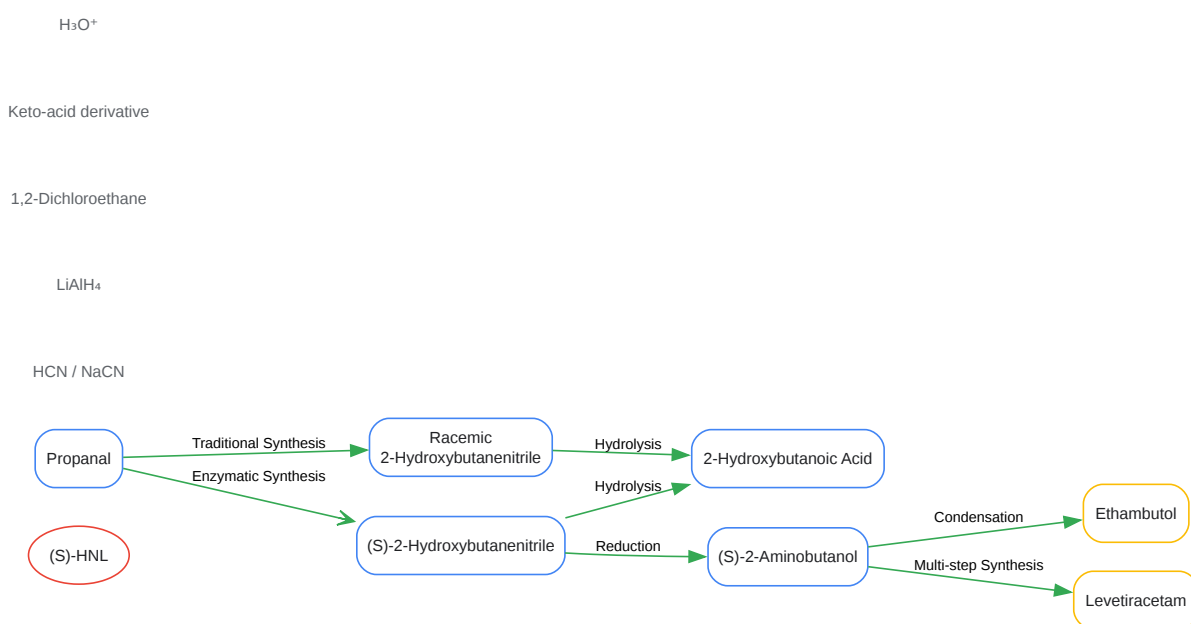 H₃O⁺
Keto-acid derivative
1,2-Dichloroethane
LiAlH₄
HCN / NaCN
Propanal
Traditional Synthesis
Enzymatic Synthesis
Racemic
2-Hydroxybutanenitrile
Hydrolysis
Hydrolysis
2-Hydroxybutanoic Acid
(S)-HNL
(S)-2-Hydroxybutanenitrile
Reduction
(S)-2-Aminobutanol
Condensation
Multi-step Synthesis
Ethambutol
Levetiracetam